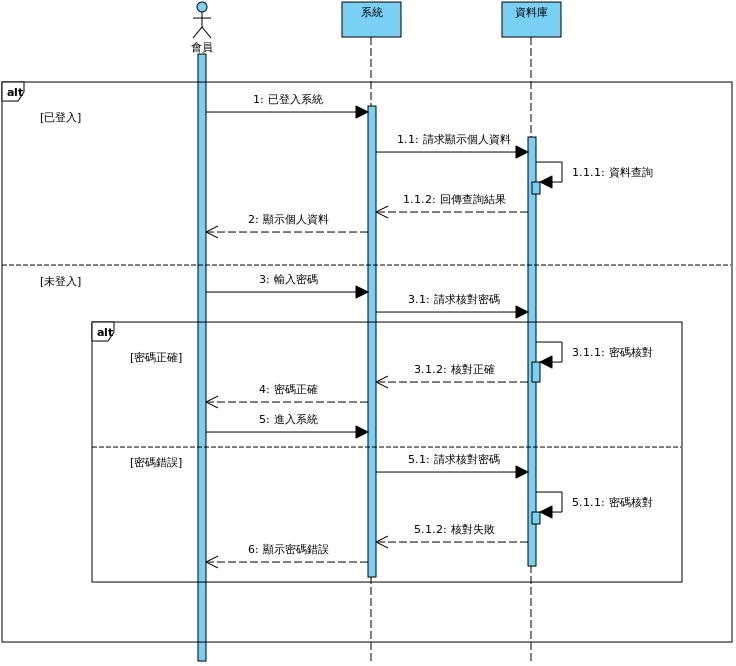 會員
系統
資料庫
alt
[已登入]
1: 已登入系統
1.1: 請求顯示個人資料
1.1.1: 資料查詢
1.1.2: 回傳查詢結果
2: 顯示個人資料
[未登入]
3: 輸入密碼
3.1: 請求核對密碼
alt
[密碼正確]
3.1.1: 密碼核對
3.1.2: 核對正確
4: 密碼正確
5: 進入系統
[密碼錯誤]
5.1: 請求核對密碼
5.1.1: 密碼核對
5.1.2: 核對失敗
6: 顯示密碼錯誤